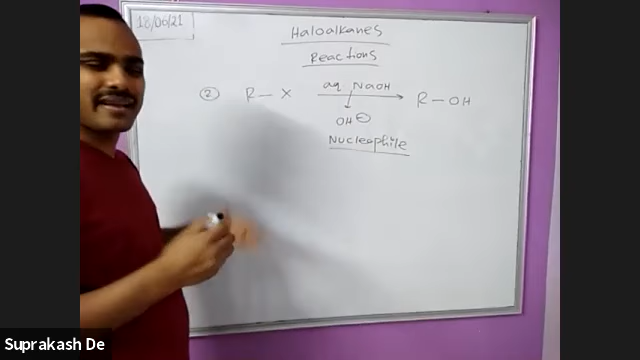 18/06/21
Haloalkanes
Reactions
② R — X aq NaOH → R — OH
↓
OH⊖
Nucleophile
Suprakash De